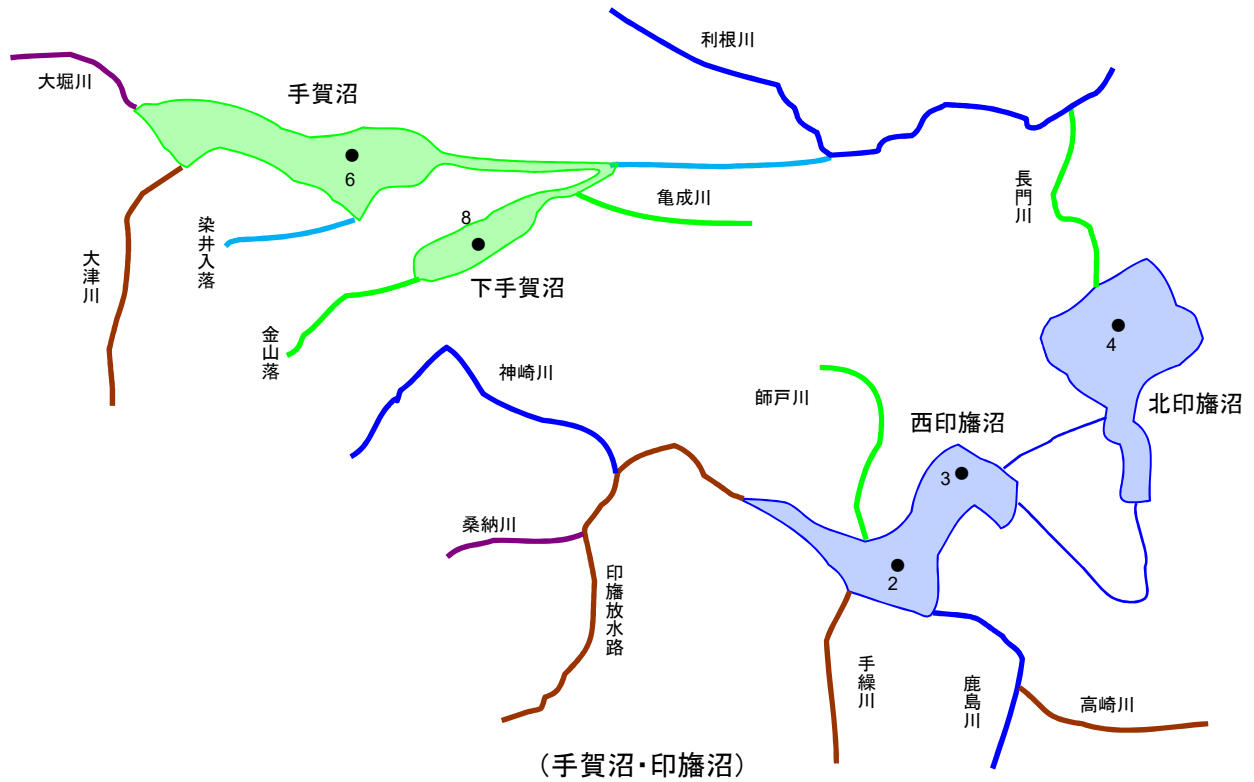 利根川
大堀川
手賀沼
6
長門川
亀成川
8
染井入落
大津川
下手賀沼
金山落
4
神崎川
師戸川
北印旛沼
西印旛沼
3
桑納川
2
印旛放水路
手繰川
鹿島川
高崎川
(手賀沼・印旛沼)